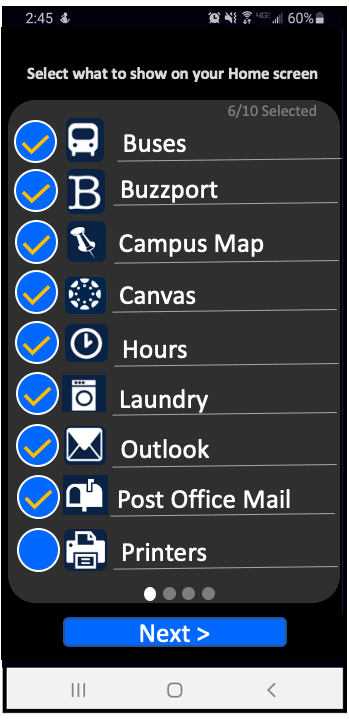 2:45 4G 60%
Select what to show on your Home screen
6/10 Selected
Buses
B Buzzport
Campus Map
Canvas
Hours
Laundry
Outlook
Post Office Mail
Printers
Next >